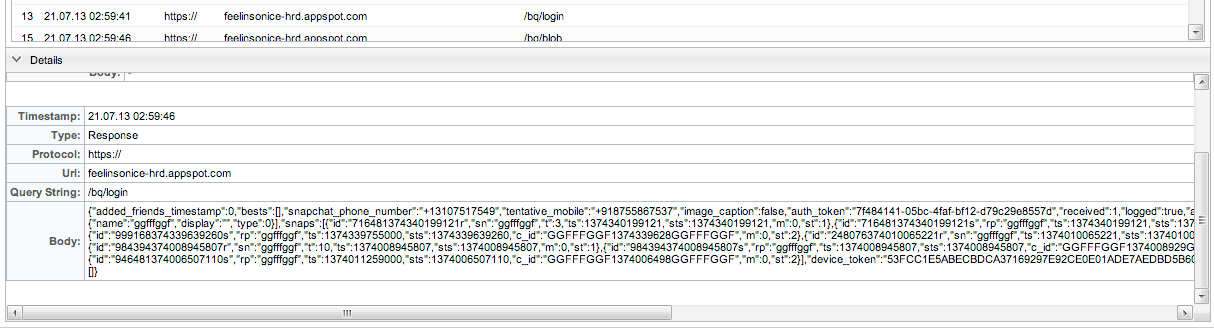 13 21.07.13 02:59:41 https:// feelinsonice-hrd.appspot.com /bq/login
15 21.07.13 02:59:46 https:// feelinsonice-hrd.appspot.com /bq/blob
Details
Body: -
Timestamp: 21.07.13 02:59:46
Type: Response
Protocol: https://
Url: feelinsonice-hrd.appspot.com
Query String: /bq/login
Body:
{"added_friends_timestamp":0,"bests":[],"snapchat_phone_number":"+13107517549","tentative_mobile":"+918755867537","image_caption":false,"auth_token":"7f484141-05bc-4faf-bf12-d79c29e8557d","received":1,"logged":true,"a
{"name":"ggfffggf","display":"","type":0}],"snaps":[{"id":"716481374340199121r","sn":"ggfffggf","t":3,"ts":1374340199121,"sts":1374340199121,"m":0,"st":1},{"id":"716481374340199121s","rp":"ggfffggf","ts":1374340199121,"sts":137
{"id":"999168374339639260s","rp":"ggfffggf","ts":1374339755000,"sts":1374339639260,"c_id":"GGFFFGGF1374339628GGFFFGGF","m":0,"st":2},{"id":"248076374010065221r","sn":"ggfffggf","ts":1374010065221,"sts":1374010
{"id":"984394374008945807r","sn":"ggfffggf","t":10,"ts":1374008945807,"sts":1374008945807,"m":0,"st":1},{"id":"984394374008945807s","rp":"ggfffggf","ts":1374008945807,"sts":1374008945807,"c_id":"GGFFFGGF1374008929G
{"id":"946481374006507110s","rp":"ggfffggf","ts":1374011259000,"sts":1374006507110,"c_id":"GGFFFGGF1374006498GGFFFGGF","m":0,"st":2}],"device_token":"53FCC1E5ABECBDCA37169297E92CE0E01ADE7AEDBD5B60
[]}